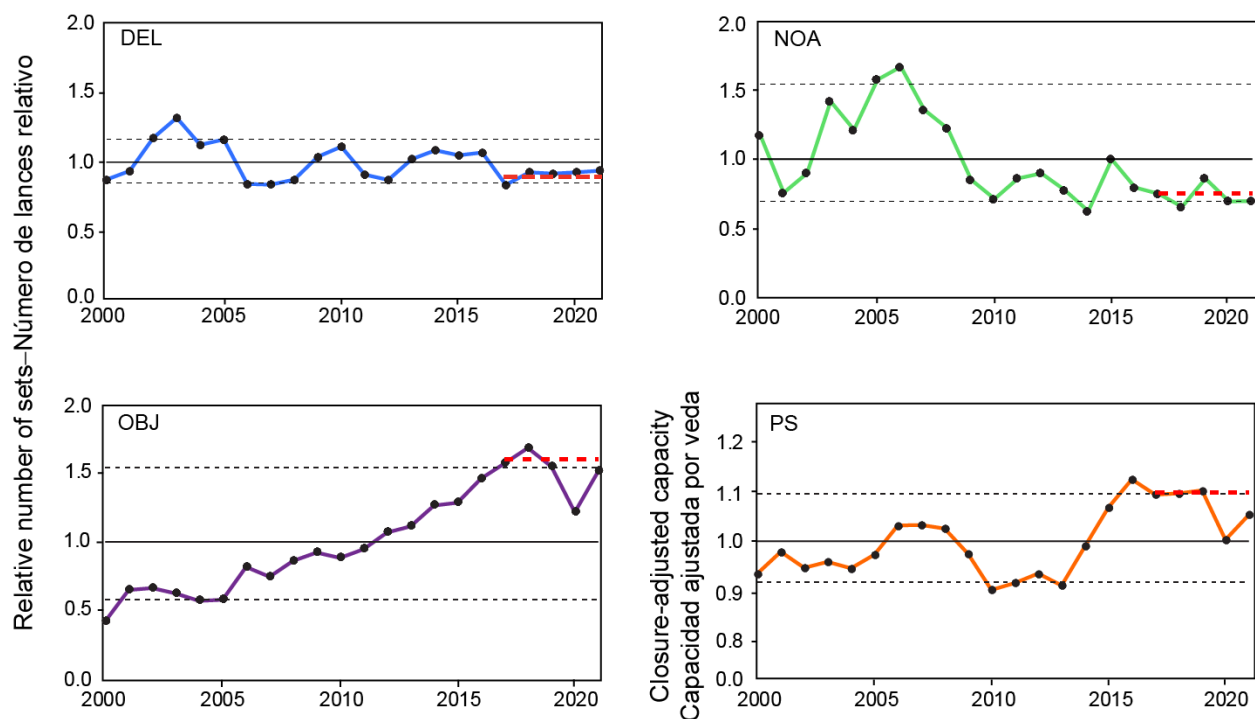 Relative number of sets–Número de lances relativo
DEL
2.0
1.5
1.0
0.5
0.0
2000 2005 2010 2015 2020
NOA
2.0
1.5
1.0
0.5
0.0
2000 2005 2010 2015 2020
OBJ
2.0
1.5
1.0
0.5
0.0
2000 2005 2010 2015 2020
Closure-adjusted capacity
Capacidad ajustada por veda
PS
1.2
1.1
1.0
0.9
0.8
0.0
2000 2005 2010 2015 2020